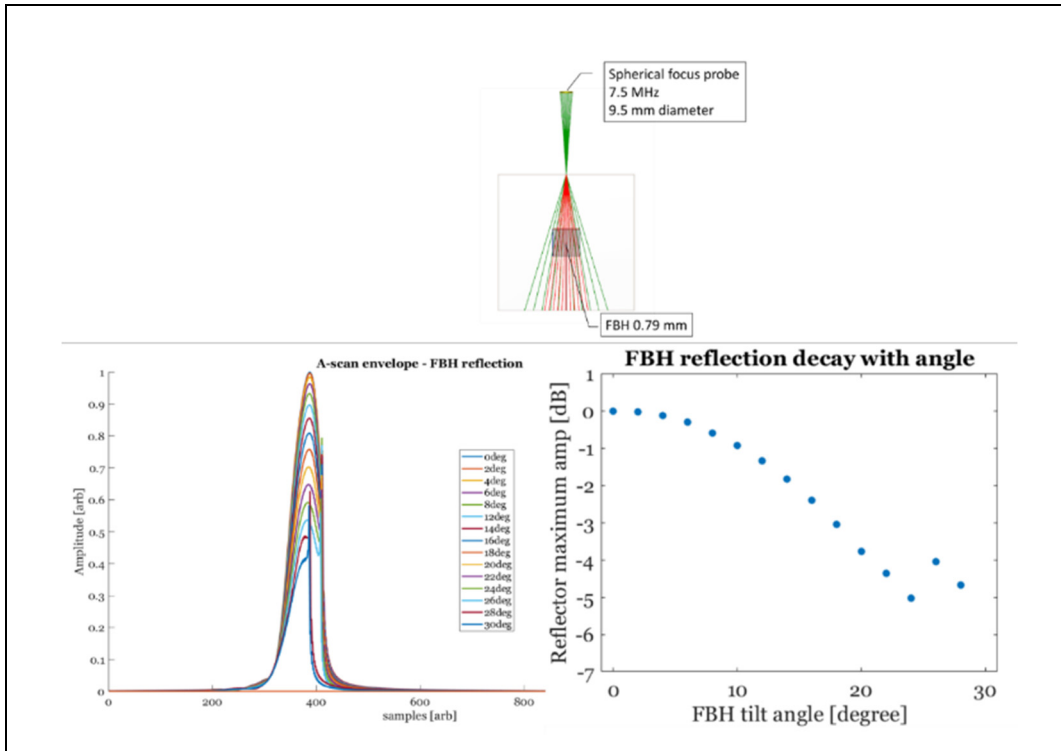 Spherical focus probe
7.5 MHz
9.5 mm diameter
FBH 0.79 mm
A-scan envelope - FBH reflection
1
0.9
0.8
0.7
0.6
0.5
0.4
0.3
0.2
0.1
0
Amplitude [arb]
0 200 400 600 800
samples [arb]
0deg
2deg
4deg
6deg
8deg
12deg
14deg
16deg
18deg
20deg
22deg
24deg
26deg
28deg
30deg
FBH reflection decay with angle
1
0
-1
-2
-3
-4
-5
-6
-7
Reflector maximum amp [dB]
0 10 20 30
FBH tilt angle [degree]